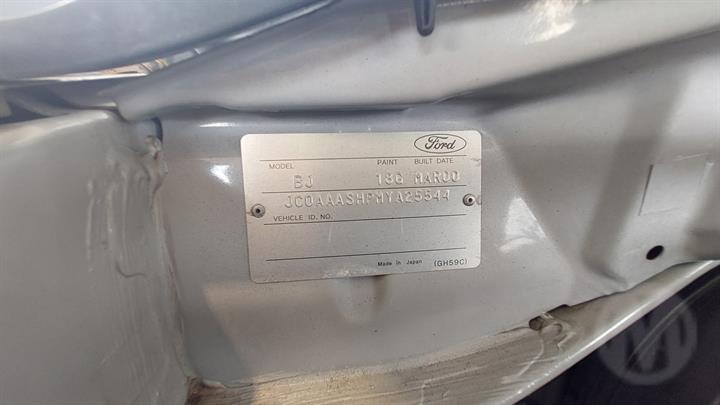 Ford
MODEL PAINT BUILT DATE
BJ 18G MAR00
JC0AAASHPMYA25544
VEHICLE ID. NO.
Made in Japan (GH59C)
M